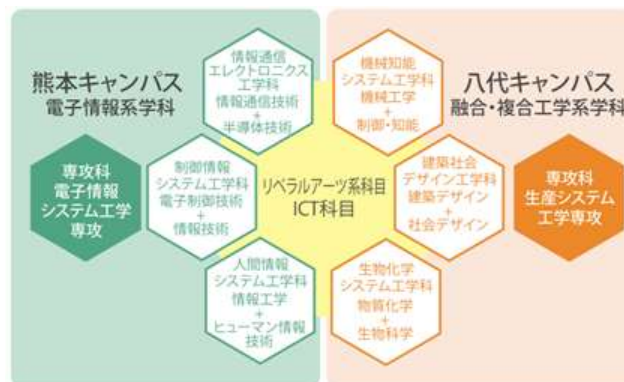 熊本キャンパス
電子情報系学科
情報通信
エレクトロニクス
工学科
情報通信技術
+
半導体技術
専攻科
電子情報
システム工学
専攻
制御情報
システム工学科
電子制御技術
+
情報技術
人間情報
システム工学科
情報工学
+
ヒューマン情報
技術
リベラルアーツ系科目
ICT科目
八代キャンパス
融合・複合工学系学科
機械知能
システム工学科
機械工学
+
制御・知能
建築社会
デザイン工学科
建築デザイン
+
社会デザイン
専攻科
生産システム
工学専攻
生物化学
システム工学科
物質化学
+
生物科学